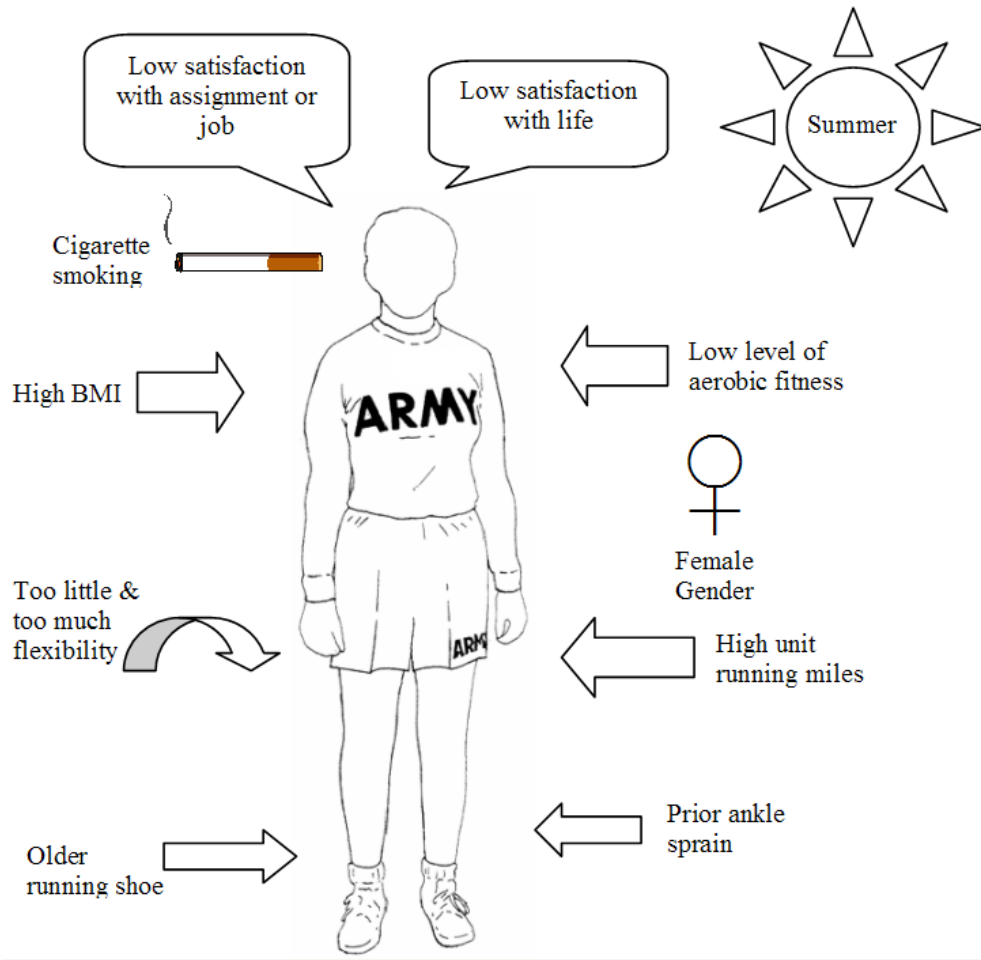 Low satisfaction
with assignment or
job
Low satisfaction
with life
Summer
Cigarette
smoking
High BMI
Low level of
aerobic fitness
ARMY
Female
Gender
Too little &
too much
flexibility
High unit
running miles
ARMY
Older
running shoe
Prior ankle
sprain